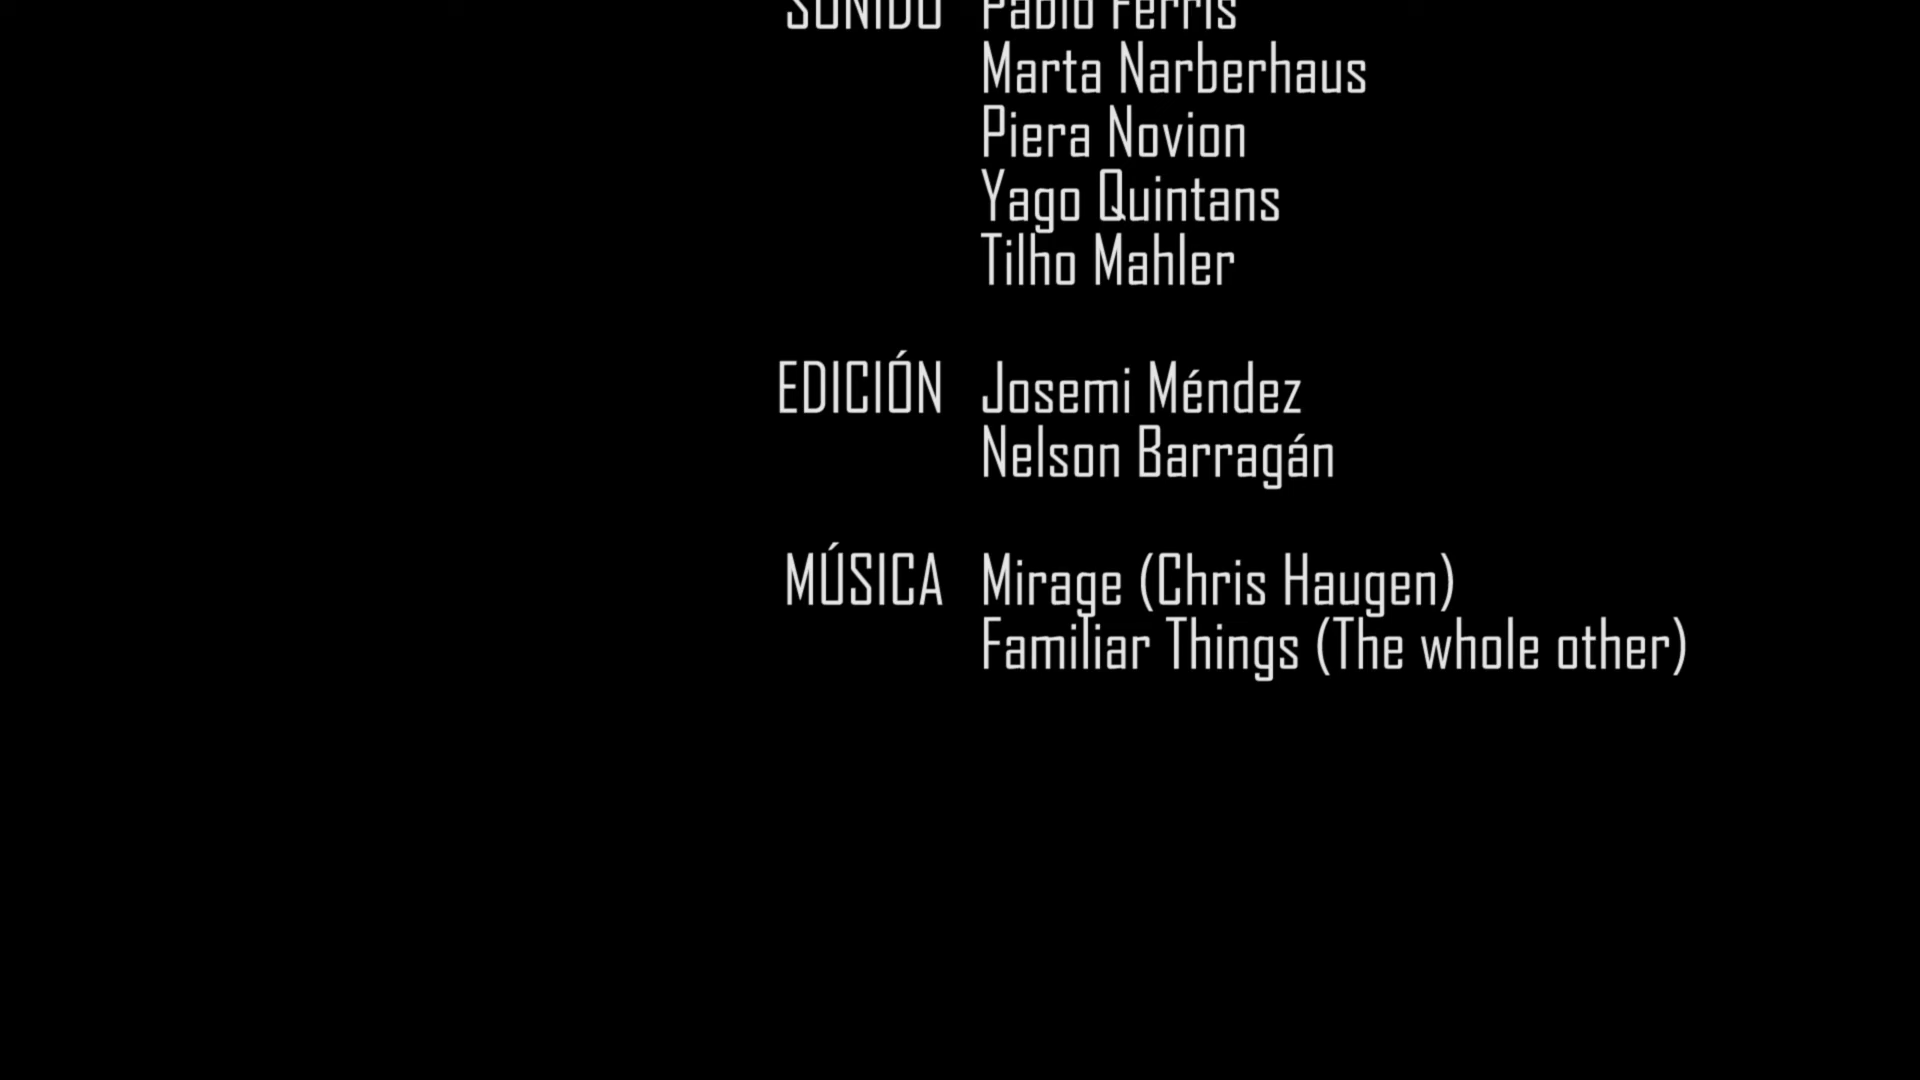 SONIDO Pablo Ferris
Marta Narberhaus
Piera Novion
Yago Quintans
Tilho Mahler
EDICIÓN Josemi Méndez
Nelson Barragán
MÚSICA Mirage (Chris Haugen)
Familiar Things (The whole other)